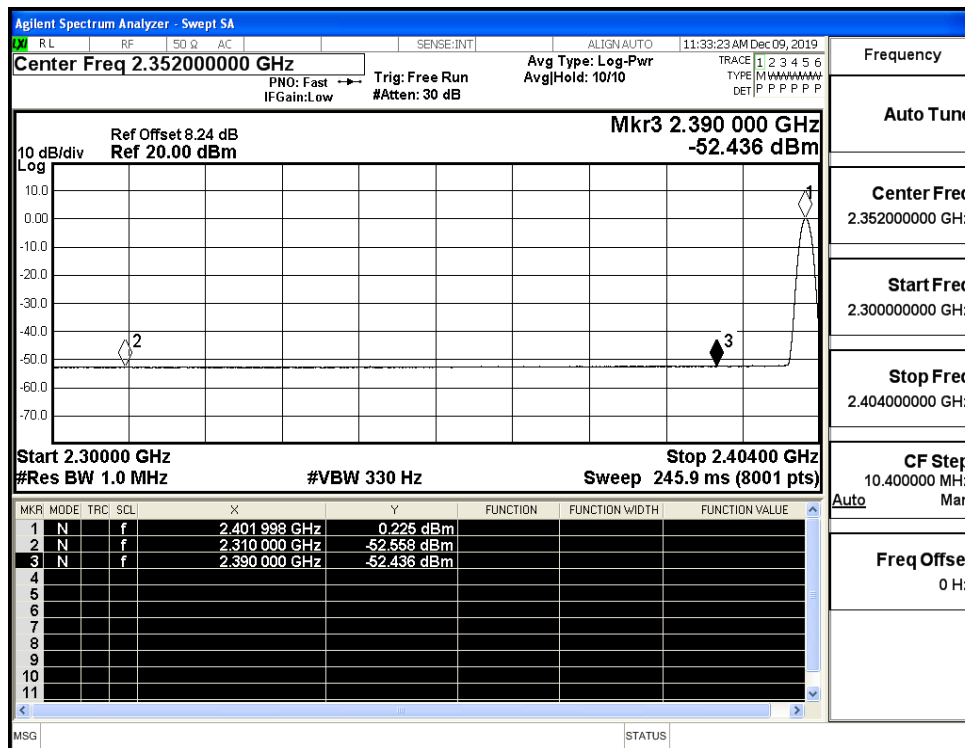 Agilent Spectrum Analyzer - Swept SA
LXI RL RF 50 Ω AC SENSE:INT ALIGN AUTO 11:33:23 AM Dec 09, 2019
Center Freq 2.352000000 GHz
PNO: Fast
IFGain:Low
Trig: Free Run
#Atten: 30 dB
Avg Type: Log-Pwr
Avg|Hold: 10/10
TRACE 1 2 3 4 5 6
TYPE M W W W W W
DET P P P P P P
Ref Offset 8.24 dB
Ref 20.00 dBm
10 dB/div
Log
Mkr3 2.390 000 GHz
-52.436 dBm
10.0
0.00
-10.0
-20.0
-30.0
-40.0
-50.0
-60.0
-70.0
1
2
3
Start 2.30000 GHz Stop 2.40400 GHz
#Res BW 1.0 MHz #VBW 330 Hz Sweep 245.9 ms (8001 pts)
MKR MODE TRC SCL X Y FUNCTION FUNCTION WIDTH FUNCTION VALUE
1 N f 2.401 998 GHz 0.225 dBm
2 N f 2.310 000 GHz -52.558 dBm
3 N f 2.390 000 GHz -52.436 dBm
4
5
6
7
8
9
10
11
MSG STATUS
Frequency
Auto Tune
Center Freq
2.352000000 GHz
Start Freq
2.300000000 GHz
Stop Freq
2.404000000 GHz
CF Step
10.400000 MHz
Auto Man
Freq Offset
0 Hz